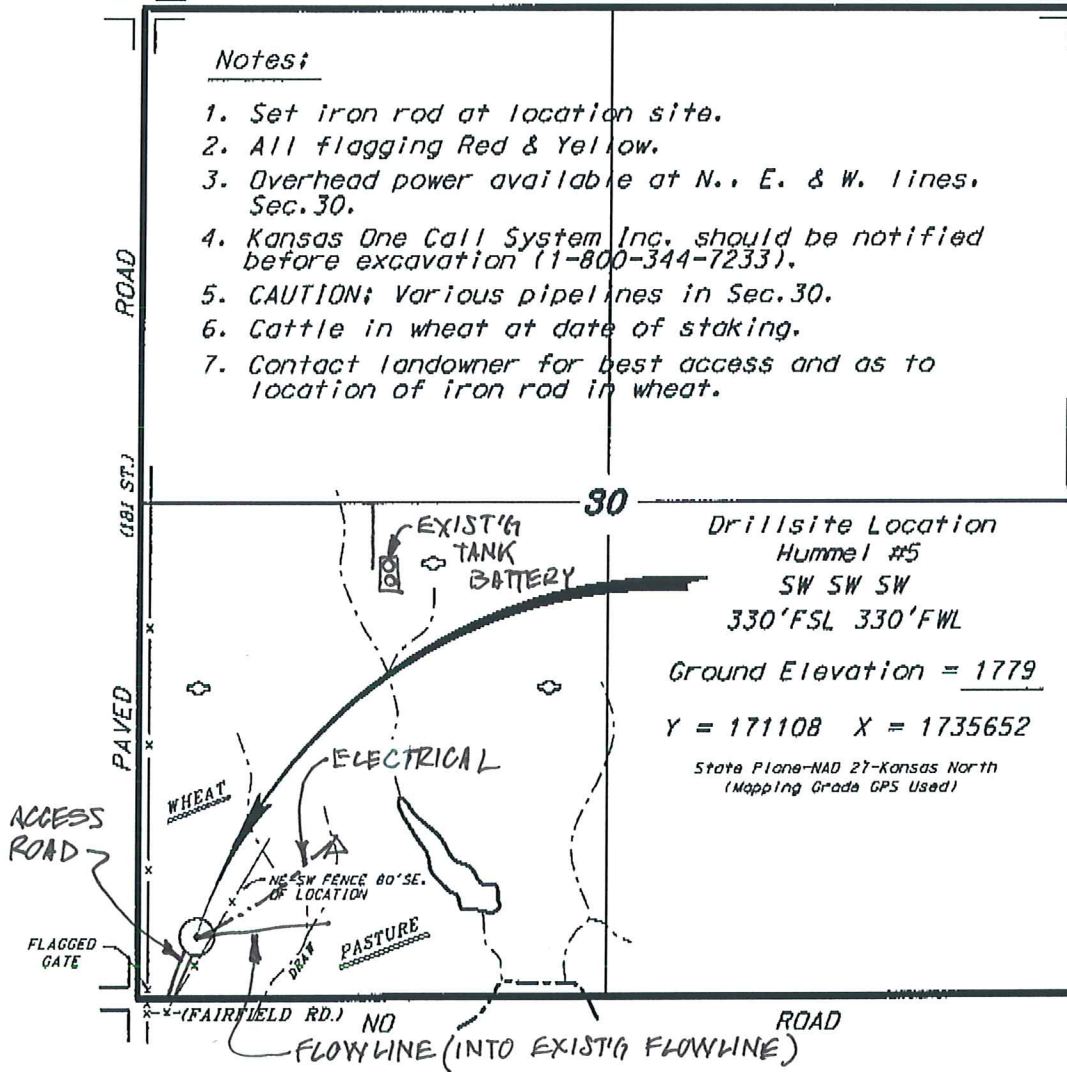 Notes:
1. Set iron rod at location site.
2. All flagging Red & Yellow.
3. Overhead power available at N., E. & W. lines,
Sec.30.
4. Kansas One Call System Inc. should be notified
before excavation (1-800-344-7233).
5. CAUTION: Various pipelines in Sec.30.
6. Cattle in wheat at date of staking.
7. Contact landowner for best access and as to
location of iron rod in wheat.
ROAD
(181 ST.)
PAVED
30
EXIST'G
TANK
BATTERY
Drillsite Location
Hummel #5
SW SW SW
330'FSL 330'FWL
Ground Elevation = 1779
Y = 171108 X = 1735652
State Plane-NAD 27-Kansas North
(Mapping Grade GPS Used)
ELECTRICAL
WHEAT
ACCESS
ROAD
NE-SW FENCE 80'SE.
OF LOCATION
FLAGGED
GATE
DRAW
PASTURE
(FAIRFIELD RD.)
NO
ROAD
FLOWLINE (INTO EXIST'G FLOWLINE)